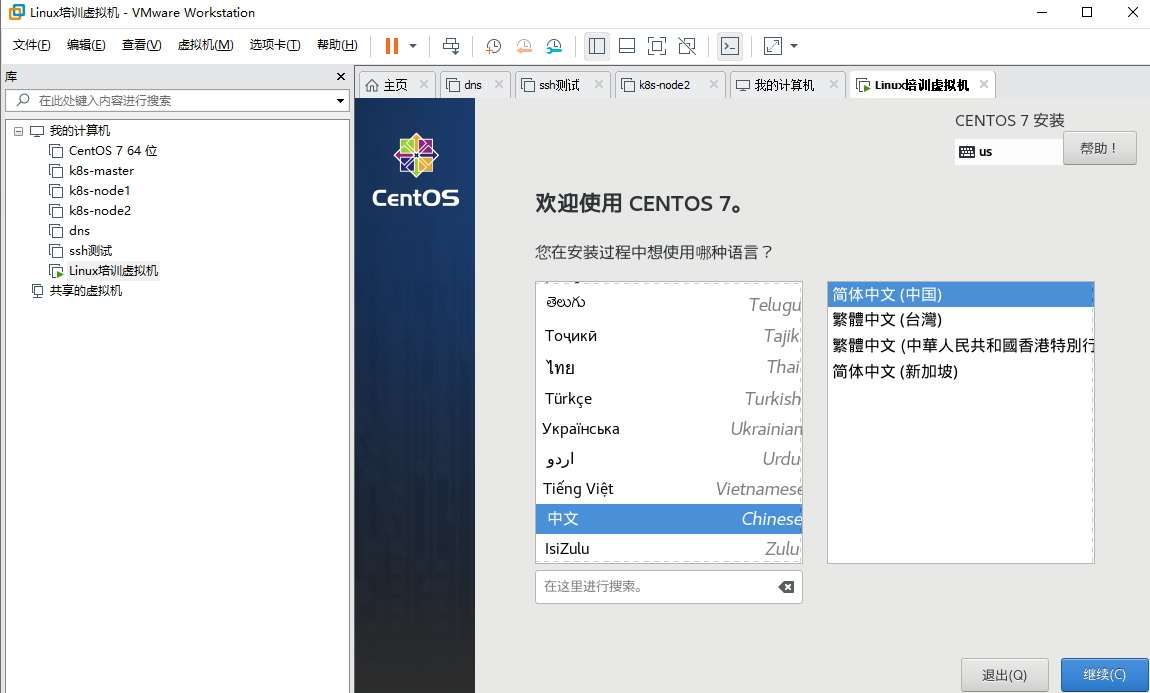 Linux培训虚拟机 - VMware Workstation
文件(F) 编辑(E) 查看(V) 虚拟机(M) 选项卡(T) 帮助(H)
库
在此处键入内容进行搜索
我的计算机
CentOS 7 64 位
k8s-master
k8s-node1
k8s-node2
dns
ssh测试
Linux培训虚拟机
共享的虚拟机
主页 dns ssh测试 k8s-node2 我的计算机 Linux培训虚拟机
CentOS
CENTOS 7 安装
us 帮助！
欢迎使用 CENTOS 7。
您在安装过程中想使用哪种语言？
తెలుగు Telugu
Тоҷикӣ Tajik
ไทย Thai
Türkçe Turkish
Українська Ukrainian
اردو Urdu
Tiếng Việt Vietnamese
中文 Chinese
IsiZulu Zulu
在这里进行搜索。
简体中文 (中国)
繁體中文 (台灣)
繁體中文 (中華人民共和國香港特別行
简体中文 (新加坡)
退出(Q) 继续(C)